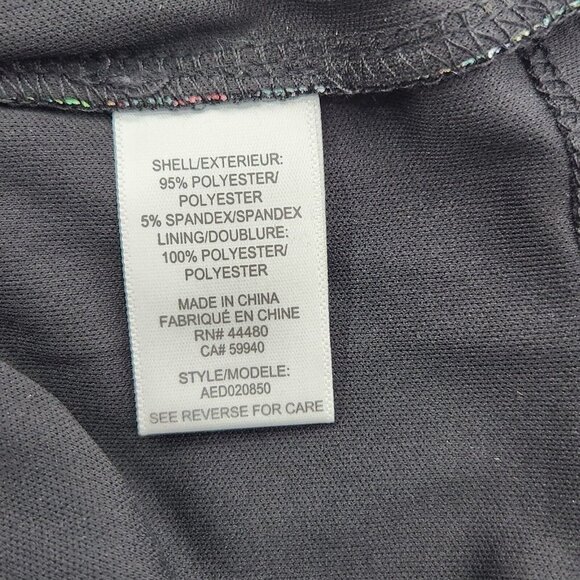 SHELL/EXTERIEUR:
95% POLYESTER/
POLYESTER
5% SPANDEX/SPANDEX
LINING/DOUBLURE:
100% POLYESTER/
POLYESTER
MADE IN CHINA
FABRIQUÉ EN CHINE
RN# 44480
CA# 59940
STYLE/MODELE:
AED020850
SEE REVERSE FOR CARE